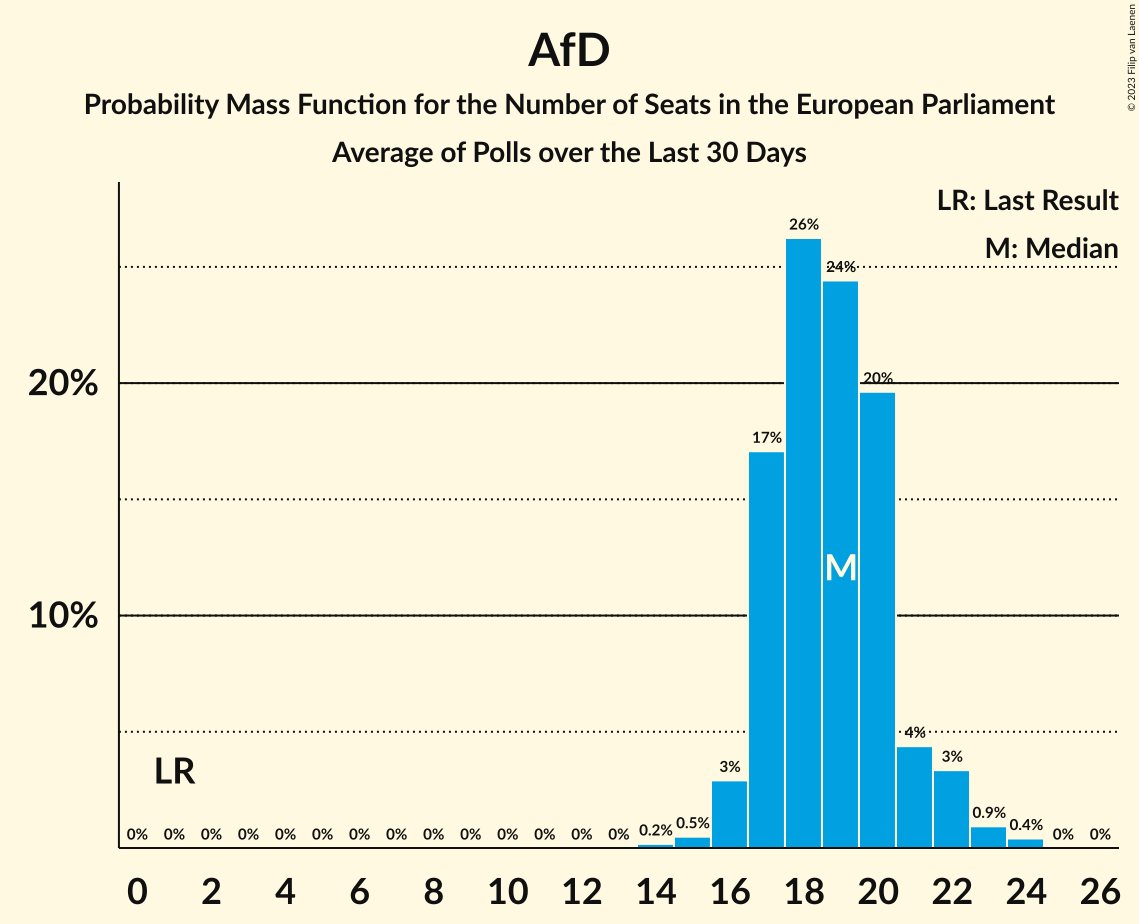 AfD
Probability Mass Function for the Number of Seats in the European Parliament
Average of Polls over the Last 30 Days
© 2023 Filip van Laenen
LR: Last Result
M: Median
26%
24%
20%
20%
17%
M
10%
4%
3%
3%
LR
0% 0% 0% 0% 0% 0% 0% 0% 0% 0% 0% 0% 0% 0% 0.2% 0.5% 0.9% 0.4% 0% 0%
0 2 4 6 8 10 12 14 16 18 20 22 24 26